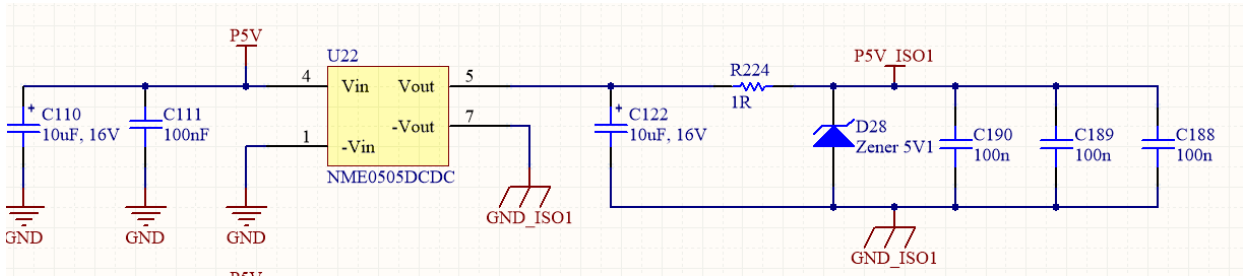 P5V
U22
4
Vin
Vout
5
-Vout
7
1
-Vin
NME0505DCDC
+
C110
10uF, 16V
C111
100nF
GND
GND
GND
GND_ISO1
+
C122
10uF, 16V
R224
1R
P5V_ISO1
D28
Zener 5V1
C190
100n
C189
100n
C188
100n
GND_ISO1
P5V